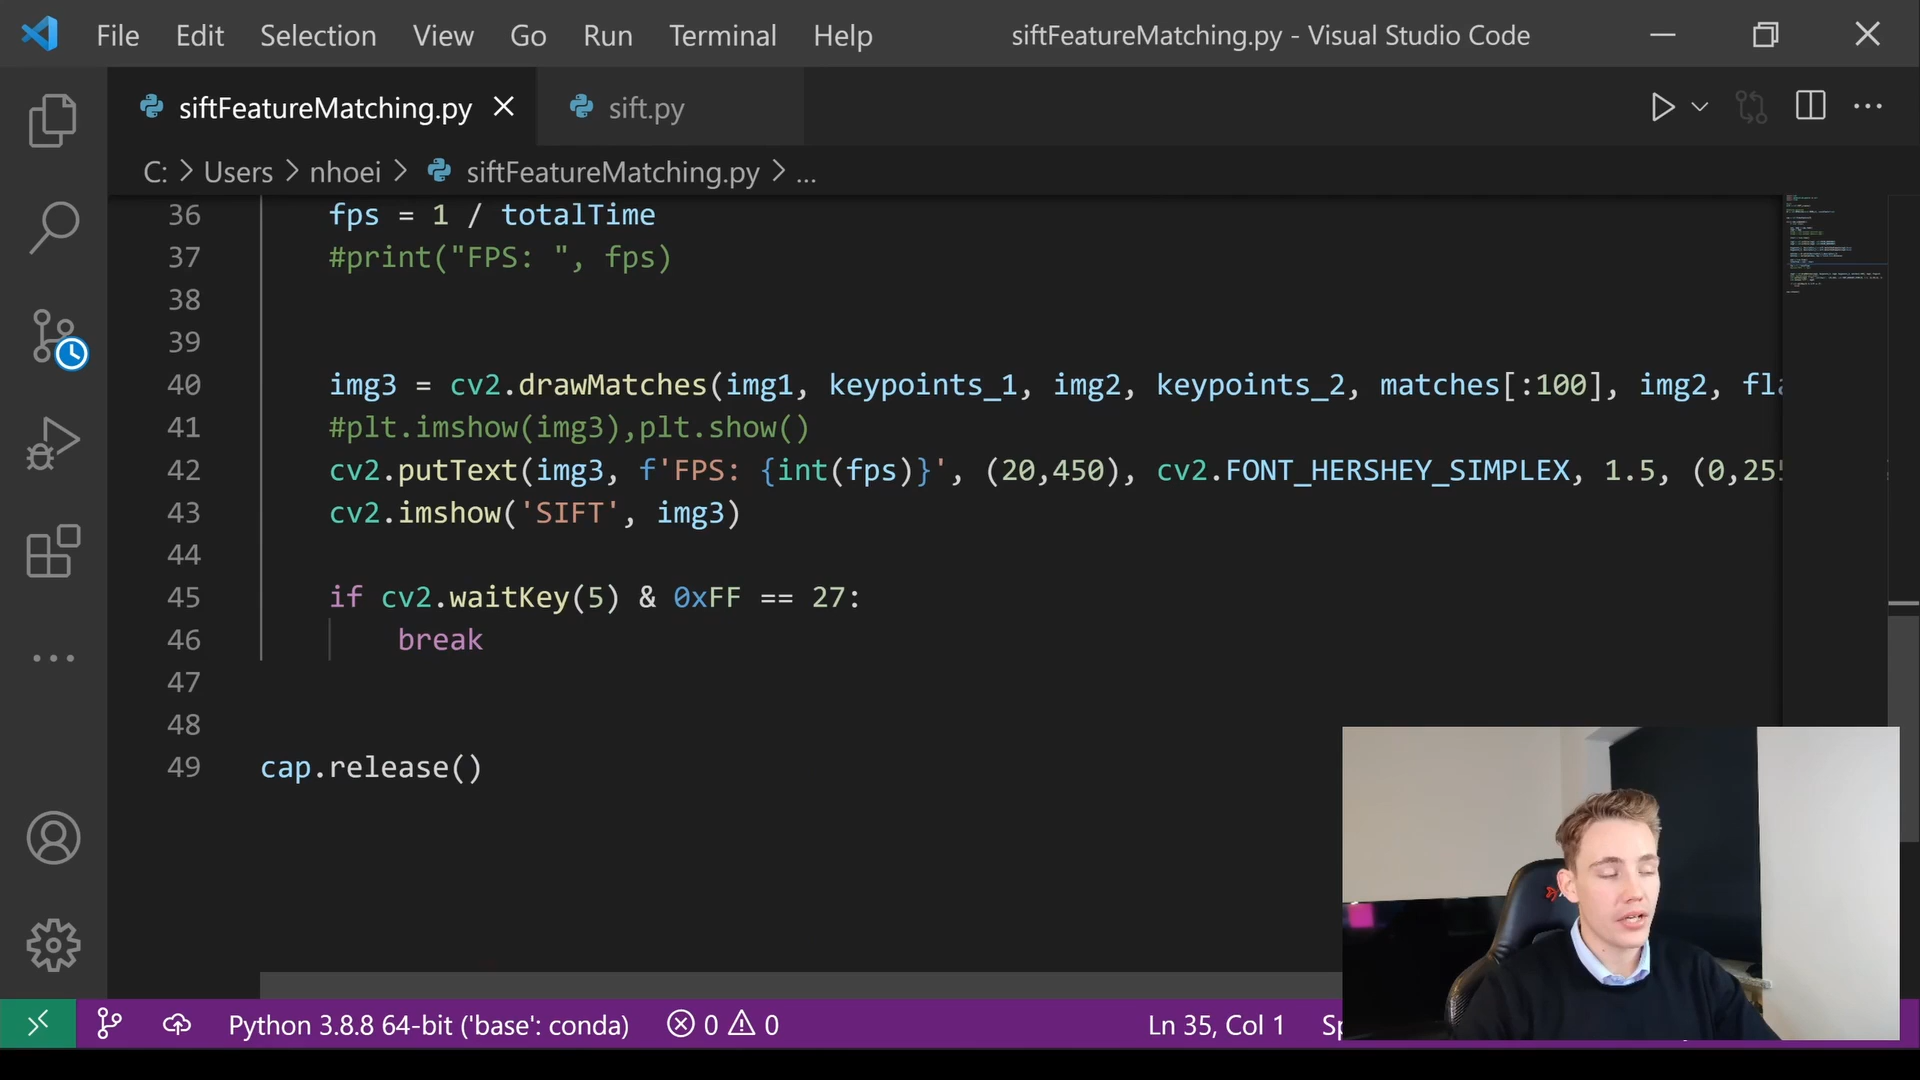 File Edit Selection View Go Run Terminal Help siftFeatureMatching.py - Visual Studio Code
siftFeatureMatching.py sift.py
C: > Users > nhoei > siftFeatureMatching.py > ...
36 fps = 1 / totalTime
37 #print("FPS: ", fps)
38
39
40 img3 = cv2.drawMatches(img1, keypoints_1, img2, keypoints_2, matches[:100], img2, fla
41 #plt.imshow(img3),plt.show()
42 cv2.putText(img3, f'FPS: {int(fps)}', (20,450), cv2.FONT_HERSHEY_SIMPLEX, 1.5, (0,255
43 cv2.imshow('SIFT', img3)
44
45 if cv2.waitKey(5) & 0xFF == 27:
46 break
47
48
49 cap.release()
Python 3.8.8 64-bit ('base': conda) 0 0 Ln 35, Col 1